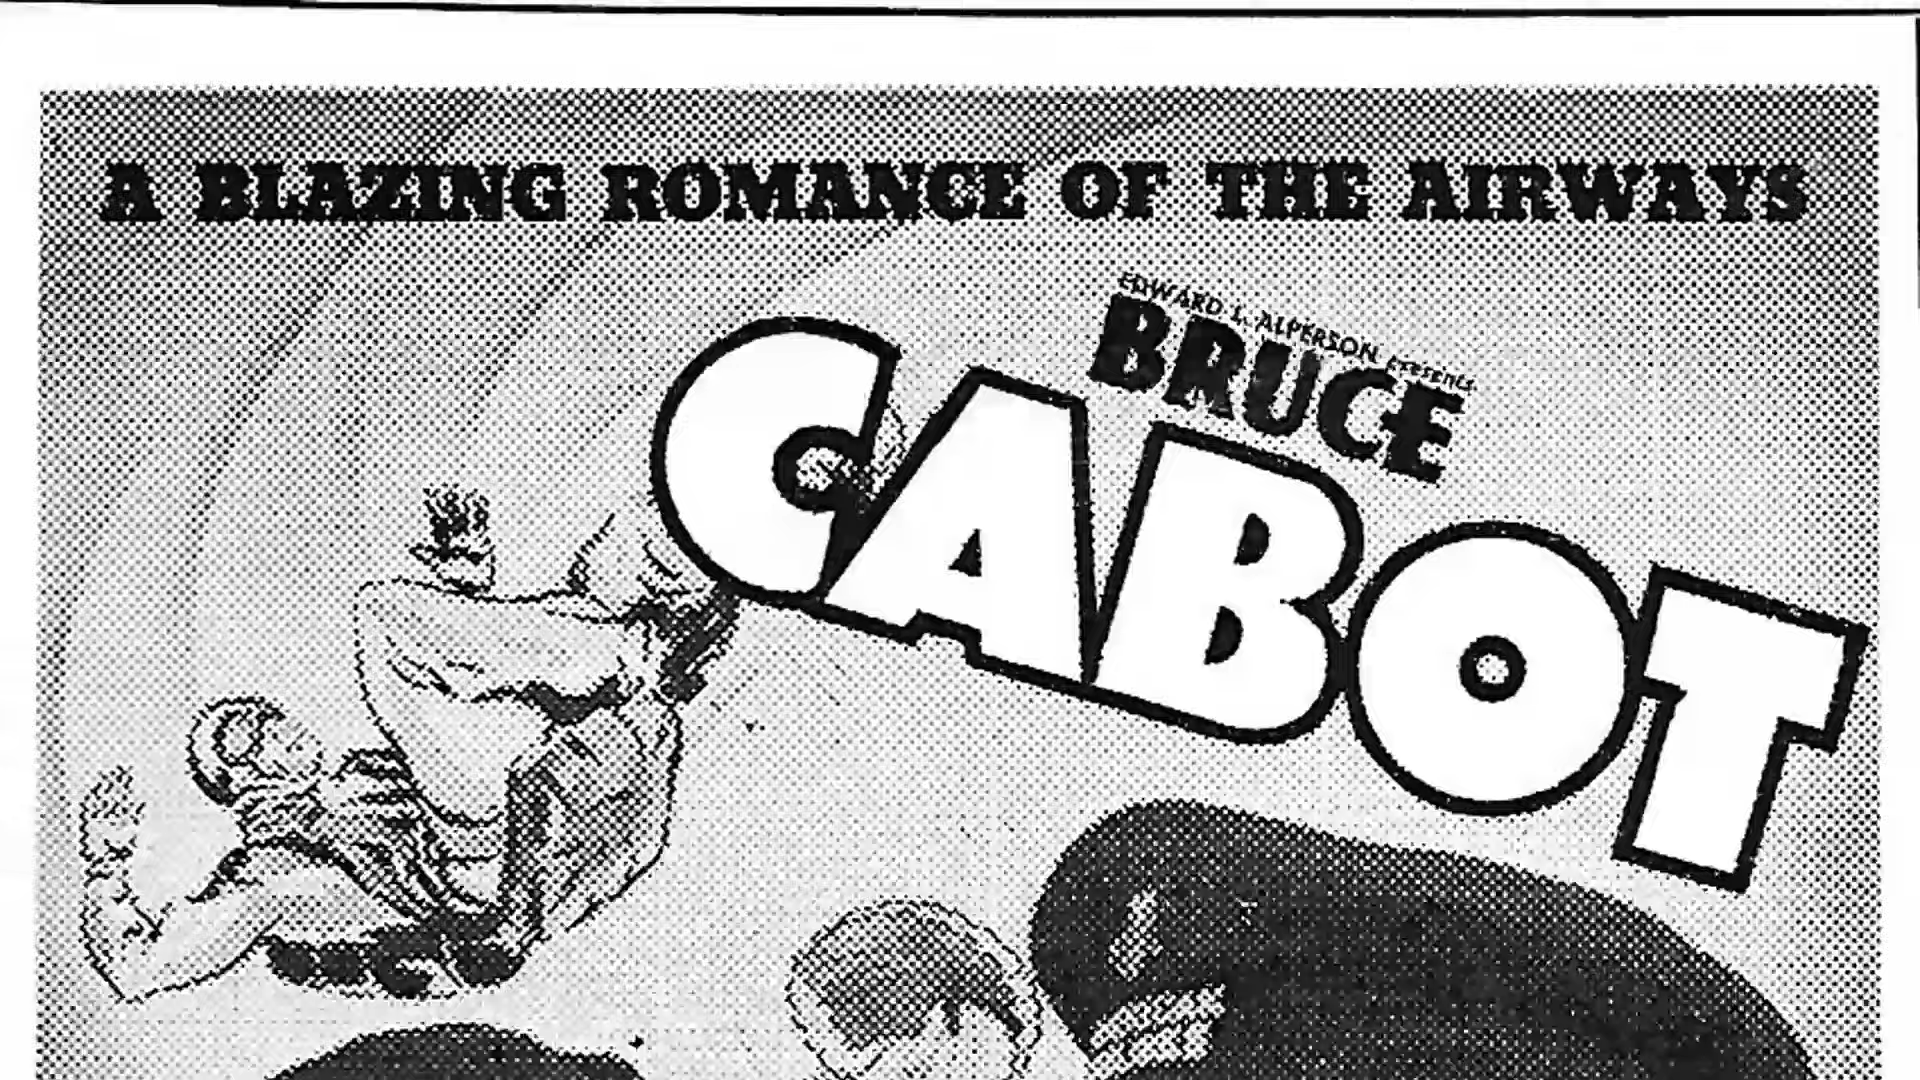 A BLAZING ROMANCE OF THE AIRWAYS
EDWARD L. ALPERSON PRESENTS
BRUCE
CABOT